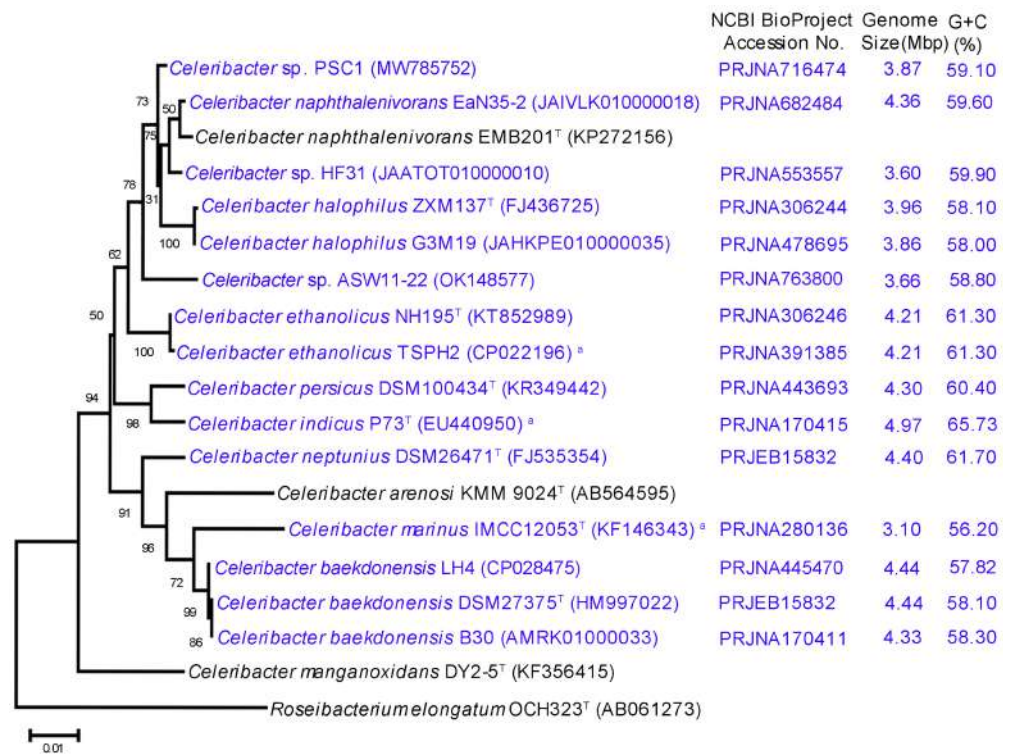 NCBI BioProject Genome G+C
Accession No. Size(Mbp) (%)
Celeribacter sp. PSC1 (MW785752) PRJNA716474 3.87 59.10
73
50 Celeribacter naphthalenivorans EaN35-2 (JAIVLK010000018) PRJNA682484 4.36 59.60
75 Celeribacter naphthalenivorans EMB201ᵀ (KP272156)
Celeribacter sp. HF31 (JAATOT010000010) PRJNA553557 3.60 59.90
78
31 Celeribacter halophilus ZXM137ᵀ (FJ436725) PRJNA306244 3.96 58.10
100 Celeribacter halophilus G3M19 (JAHKPE010000035) PRJNA478695 3.86 58.00
62
Celeribacter sp. ASW11-22 (OK148577) PRJNA763800 3.66 58.80
50 Celeribacter ethanolicus NH195ᵀ (KT852989) PRJNA306246 4.21 61.30
100 Celeribacter ethanolicus TSPH2 (CP022196) ᵃ PRJNA391385 4.21 61.30
Celeribacter persicus DSM100434ᵀ (KR349442) PRJNA443693 4.30 60.40
94
98 Celeribacter indicus P73ᵀ (EU440950) ᵃ PRJNA170415 4.97 65.73
Celeribacter neptunius DSM26471ᵀ (FJ535354) PRJEB15832 4.40 61.70
Celeribacter arenosi KMM 9024ᵀ (AB564595)
91
Celeribacter marinus IMCC12053ᵀ (KF146343) ᵃ PRJNA280136 3.10 56.20
96
Celeribacter baekdonensis LH4 (CP028475) PRJNA445470 4.44 57.82
72
99 Celeribacter baekdonensis DSM27375ᵀ (HM997022) PRJEB15832 4.44 58.10
86 Celeribacter baekdonensis B30 (AMRK01000033) PRJNA170411 4.33 58.30
Celeribacter manganoxidans DY2-5ᵀ (KF356415)
Roseibacterium elongatum OCH323ᵀ (AB061273)
0.01